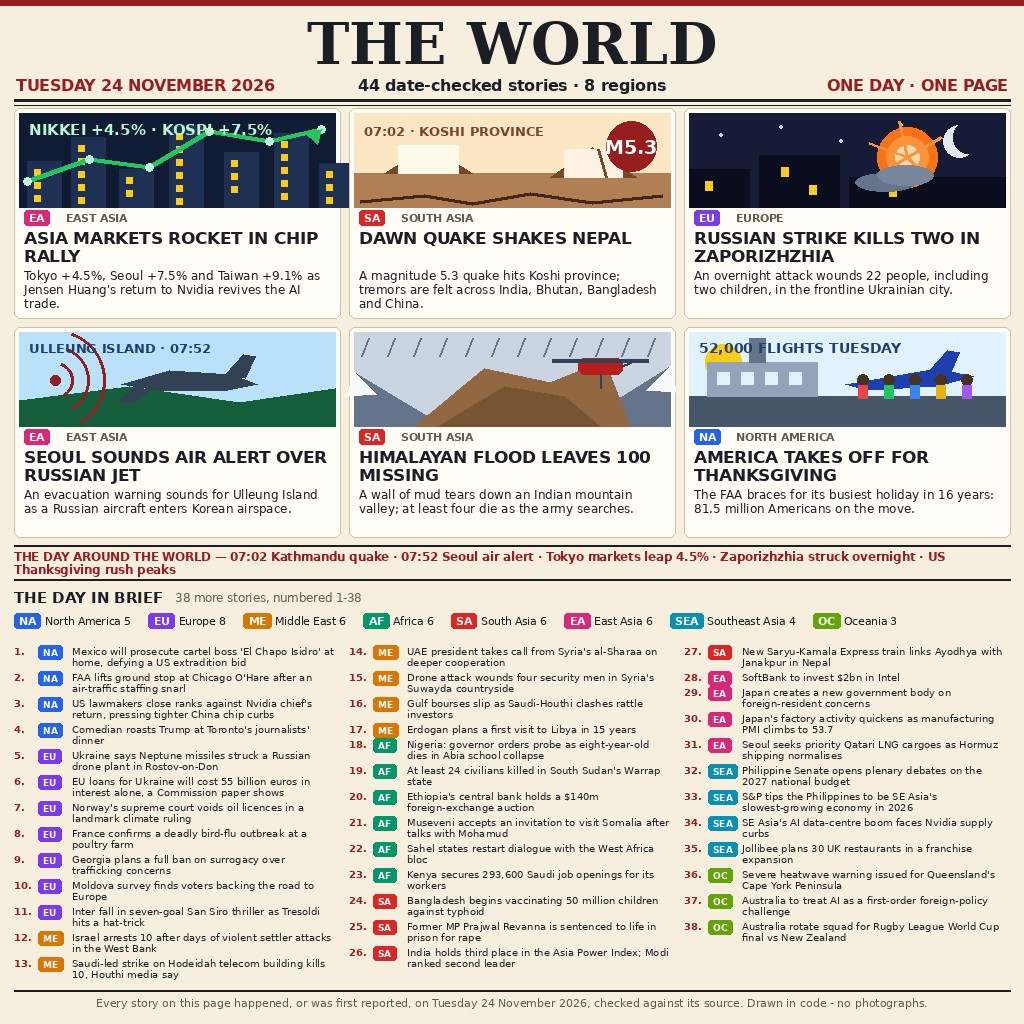 THE WORLD
TUESDAY 24 NOVEMBER 2026
44 date-checked stories · 8 regions
ONE DAY · ONE PAGE
NIKKEI +4.5% · KOSPI +7.5%
EA EAST ASIA
ASIA MARKETS ROCKET IN CHIP
RALLY
Tokyo +4.5%, Seoul +7.5% and Taiwan +9.1% as
Jensen Huang's return to Nvidia revives the AI
trade.
07:02 · KOSHI PROVINCE
M5.3
SA SOUTH ASIA
DAWN QUAKE SHAKES NEPAL
A magnitude 5.3 quake hits Koshi province;
tremors are felt across India, Bhutan, Bangladesh
and China.
EU EUROPE
RUSSIAN STRIKE KILLS TWO IN
ZAPORIZHZHIA
An overnight attack wounds 22 people, including
two children, in the frontline Ukrainian city.
ULLEUNG ISLAND · 07:52
EA EAST ASIA
SEOUL SOUNDS AIR ALERT OVER
RUSSIAN JET
An evacuation warning sounds for Ulleung Island
as a Russian aircraft enters Korean airspace.
SA SOUTH ASIA
HIMALAYAN FLOOD LEAVES 100
MISSING
A wall of mud tears down an Indian mountain
valley; at least four die as the army searches.
52,000 FLIGHTS TUESDAY
NA NORTH AMERICA
AMERICA TAKES OFF FOR
THANKSGIVING
The FAA braces for its busiest holiday in 16 years:
81.5 million Americans on the move.
THE DAY AROUND THE WORLD — 07:02 Kathmandu quake · 07:52 Seoul air alert · Tokyo markets leap 4.5% · Zaporizhzhia struck overnight · US
Thanksgiving rush peaks
THE DAY IN BRIEF 38 more stories, numbered 1-38
NA North America 5 EU Europe 8 ME Middle East 6 AF Africa 6 SA South Asia 6 EA East Asia 6 SEA Southeast Asia 4 OC Oceania 3
1. NA Mexico will prosecute cartel boss 'El Chapo Isidro' at
home, defying a US extradition bid
2. NA FAA lifts ground stop at Chicago O'Hare after an
air-traffic staffing snarl
3. NA US lawmakers close ranks against Nvidia chief's
return, pressing tighter China chip curbs
4. NA Comedian roasts Trump at Toronto's journalists'
dinner
5. EU Ukraine says Neptune missiles struck a Russian
drone plant in Rostov-on-Don
6. EU EU loans for Ukraine will cost 55 billion euros in
interest alone, a Commission paper shows
7. EU Norway's supreme court voids oil licences in a
landmark climate ruling
8. EU France confirms a deadly bird-flu outbreak at a
poultry farm
9. EU Georgia plans a full ban on surrogacy over
trafficking concerns
10. EU Moldova survey finds voters backing the road to
Europe
11. EU Inter fall in seven-goal San Siro thriller as Tresoldi
hits a hat-trick
12. ME Israel arrests 10 after days of violent settler attacks
in the West Bank
13. ME Saudi-led strike on Hodeidah telecom building kills
10, Houthi media say
14. ME UAE president takes call from Syria's al-Sharaa on
deeper cooperation
15. ME Drone attack wounds four security men in Syria's
Suwayda countryside
16. ME Gulf bourses slip as Saudi-Houthi clashes rattle
investors
17. ME Erdogan plans a first visit to Libya in 15 years
18. AF Nigeria: governor orders probe as eight-year-old
dies in Abia school collapse
19. AF At least 24 civilians killed in South Sudan's Warrap
state
20. AF Ethiopia's central bank holds a $140m
foreign-exchange auction
21. AF Museveni accepts an invitation to visit Somalia after
talks with Mohamud
22. AF Sahel states restart dialogue with the West Africa
bloc
23. AF Kenya secures 293,600 Saudi job openings for its
workers
24. SA Bangladesh begins vaccinating 50 million children
against typhoid
25. SA Former MP Prajwal Revanna is sentenced to life in
prison for rape
26. SA India holds third place in the Asia Power Index; Modi
ranked second leader
27. SA New Saryu-Kamala Express train links Ayodhya with
Janakpur in Nepal
28. EA SoftBank to invest $2bn in Intel
29. EA Japan creates a new government body on
foreign-resident concerns
30. EA Japan's factory activity quickens as manufacturing
PMI climbs to 53.7
31. EA Seoul seeks priority Qatari LNG cargoes as Hormuz
shipping normalises
32. SEA Philippine Senate opens plenary debates on the
2027 national budget
33. SEA S&P tips the Philippines to be SE Asia's
slowest-growing economy in 2026
34. SEA SE Asia's AI data-centre boom faces Nvidia supply
curbs
35. SEA Jollibee plans 30 UK restaurants in a franchise
expansion
36. OC Severe heatwave warning issued for Queensland's
Cape York Peninsula
37. OC Australia to treat AI as a first-order foreign-policy
challenge
38. OC Australia rotate squad for Rugby League World Cup
final vs New Zealand
Every story on this page happened, or was first reported, on Tuesday 24 November 2026, checked against its source. Drawn in code - no photographs.